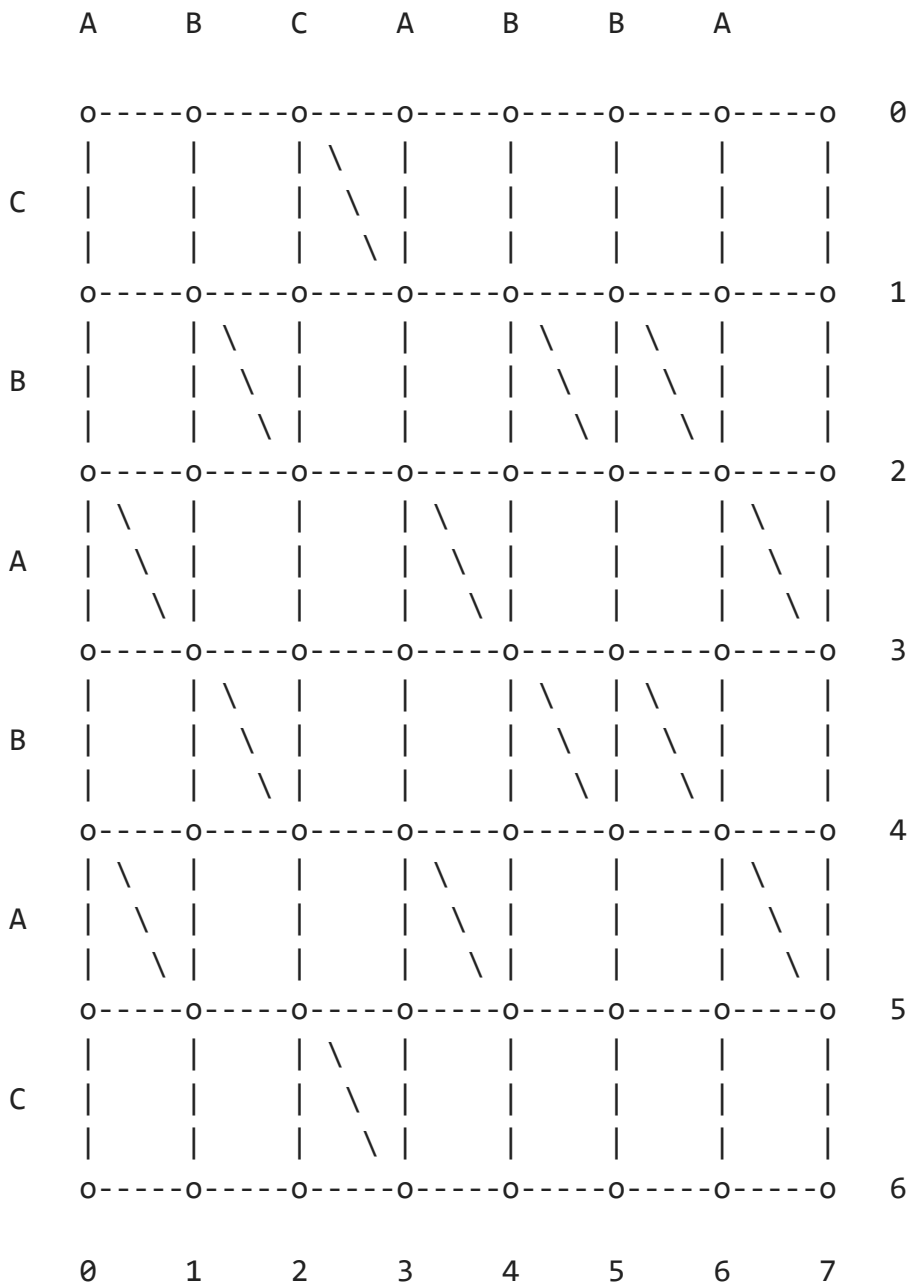 A B C A B B A
o-----o-----o-----o-----o-----o-----o-----o 0
| | | \ | | | | |
C | | | \ | | | | |
| | | \ | | | | |
o-----o-----o-----o-----o-----o-----o-----o 1
| | \ | | | \ | \ | |
B | | \ | | | \ | \ | |
| | \ | | | \ | \ | |
o-----o-----o-----o-----o-----o-----o-----o 2
| \ | | | \ | | | \ |
A | \ | | | \ | | | \ |
| \ | | | \ | | | \ |
o-----o-----o-----o-----o-----o-----o-----o 3
| | \ | | | \ | \ | |
B | | \ | | | \ | \ | |
| | \ | | | \ | \ | |
o-----o-----o-----o-----o-----o-----o-----o 4
| \ | | | \ | | | \ |
A | \ | | | \ | | | \ |
| \ | | | \ | | | \ |
o-----o-----o-----o-----o-----o-----o-----o 5
| | | \ | | | | |
C | | | \ | | | | |
| | | \ | | | | |
o-----o-----o-----o-----o-----o-----o-----o 6
0 1 2 3 4 5 6 7